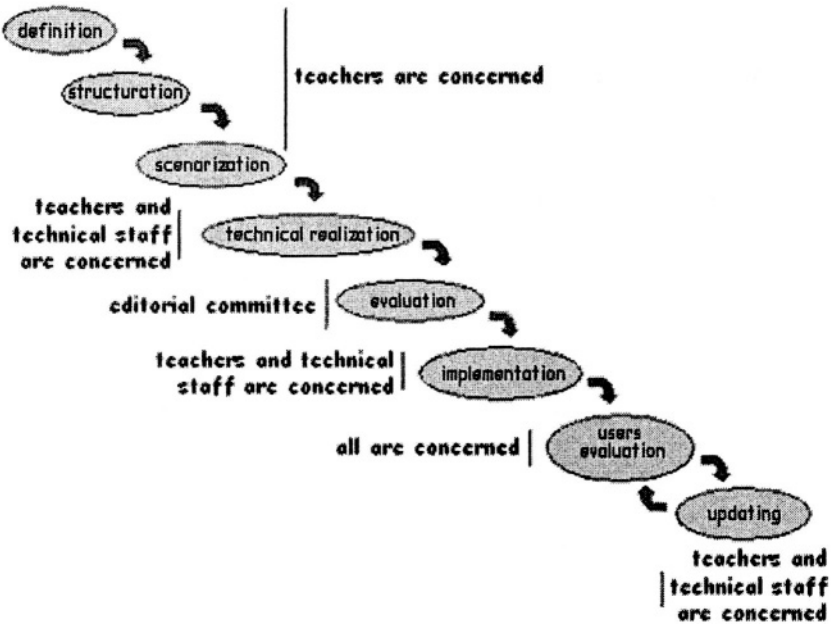 definition
structuration
teachers are concerned
scenarization
teachers and
technical staff
are concerned
technical realization
editorial committee
evaluation
teachers and technical
staff are concerned
implementation
all are concerned
users
evaluation
updating
teachers and
technical staff
are concerned